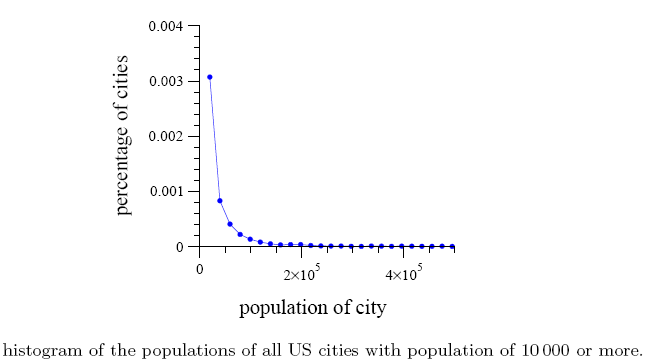 0.004
0.003
0.002
0.001
0
percentage of cities
0
2×10⁵
4×10⁵
population of city
histogram of the populations of all US cities with population of 10 000 or more.